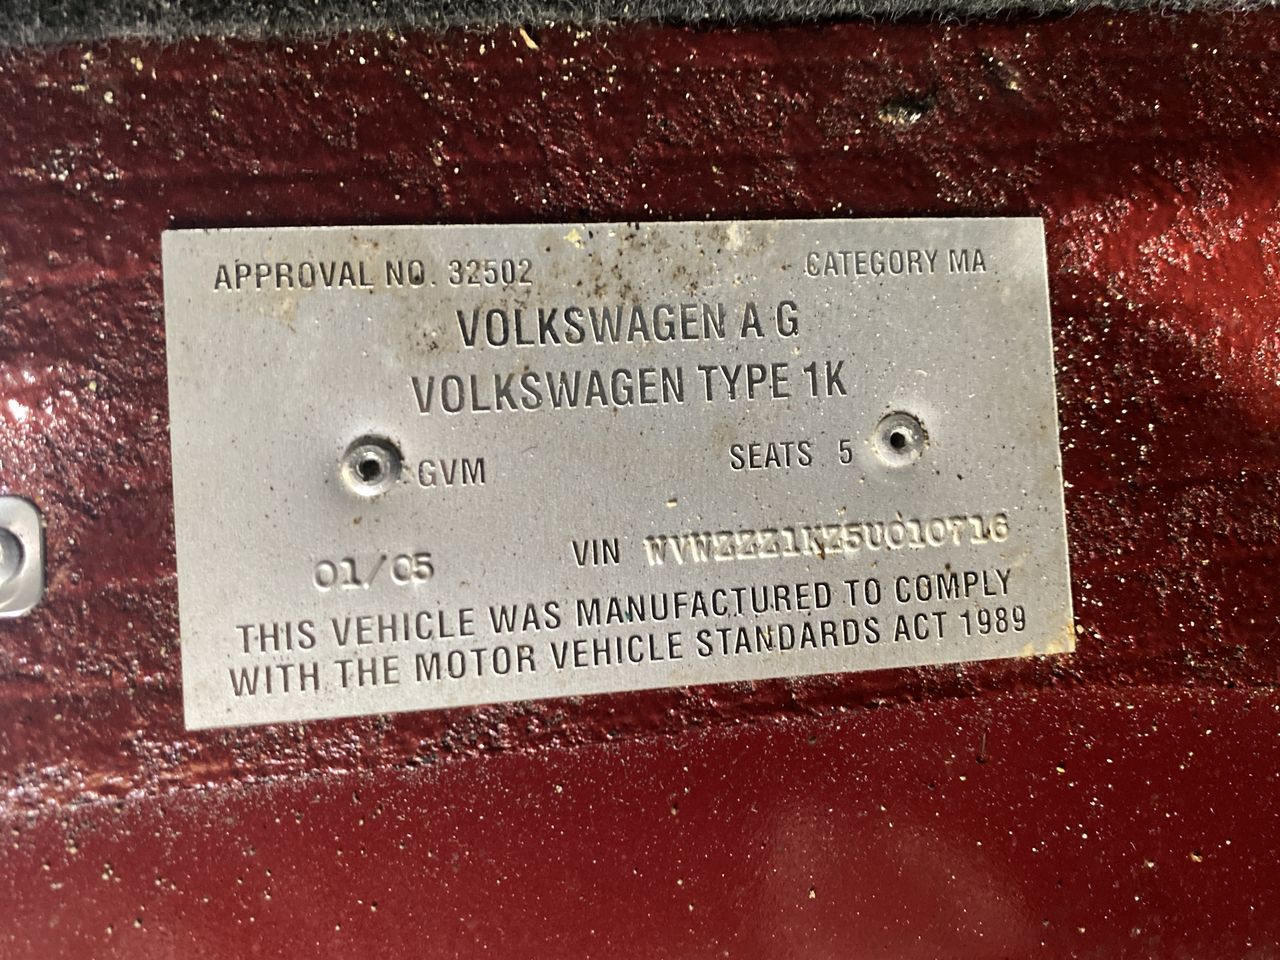 APPROVAL NO. 32502 CATEGORY MA
VOLKSWAGEN A G
VOLKSWAGEN TYPE 1K
GVM SEATS 5
01/05 VIN WVWZZZ1KZ5U010716
THIS VEHICLE WAS MANUFACTURED TO COMPLY
WITH THE MOTOR VEHICLE STANDARDS ACT 1989